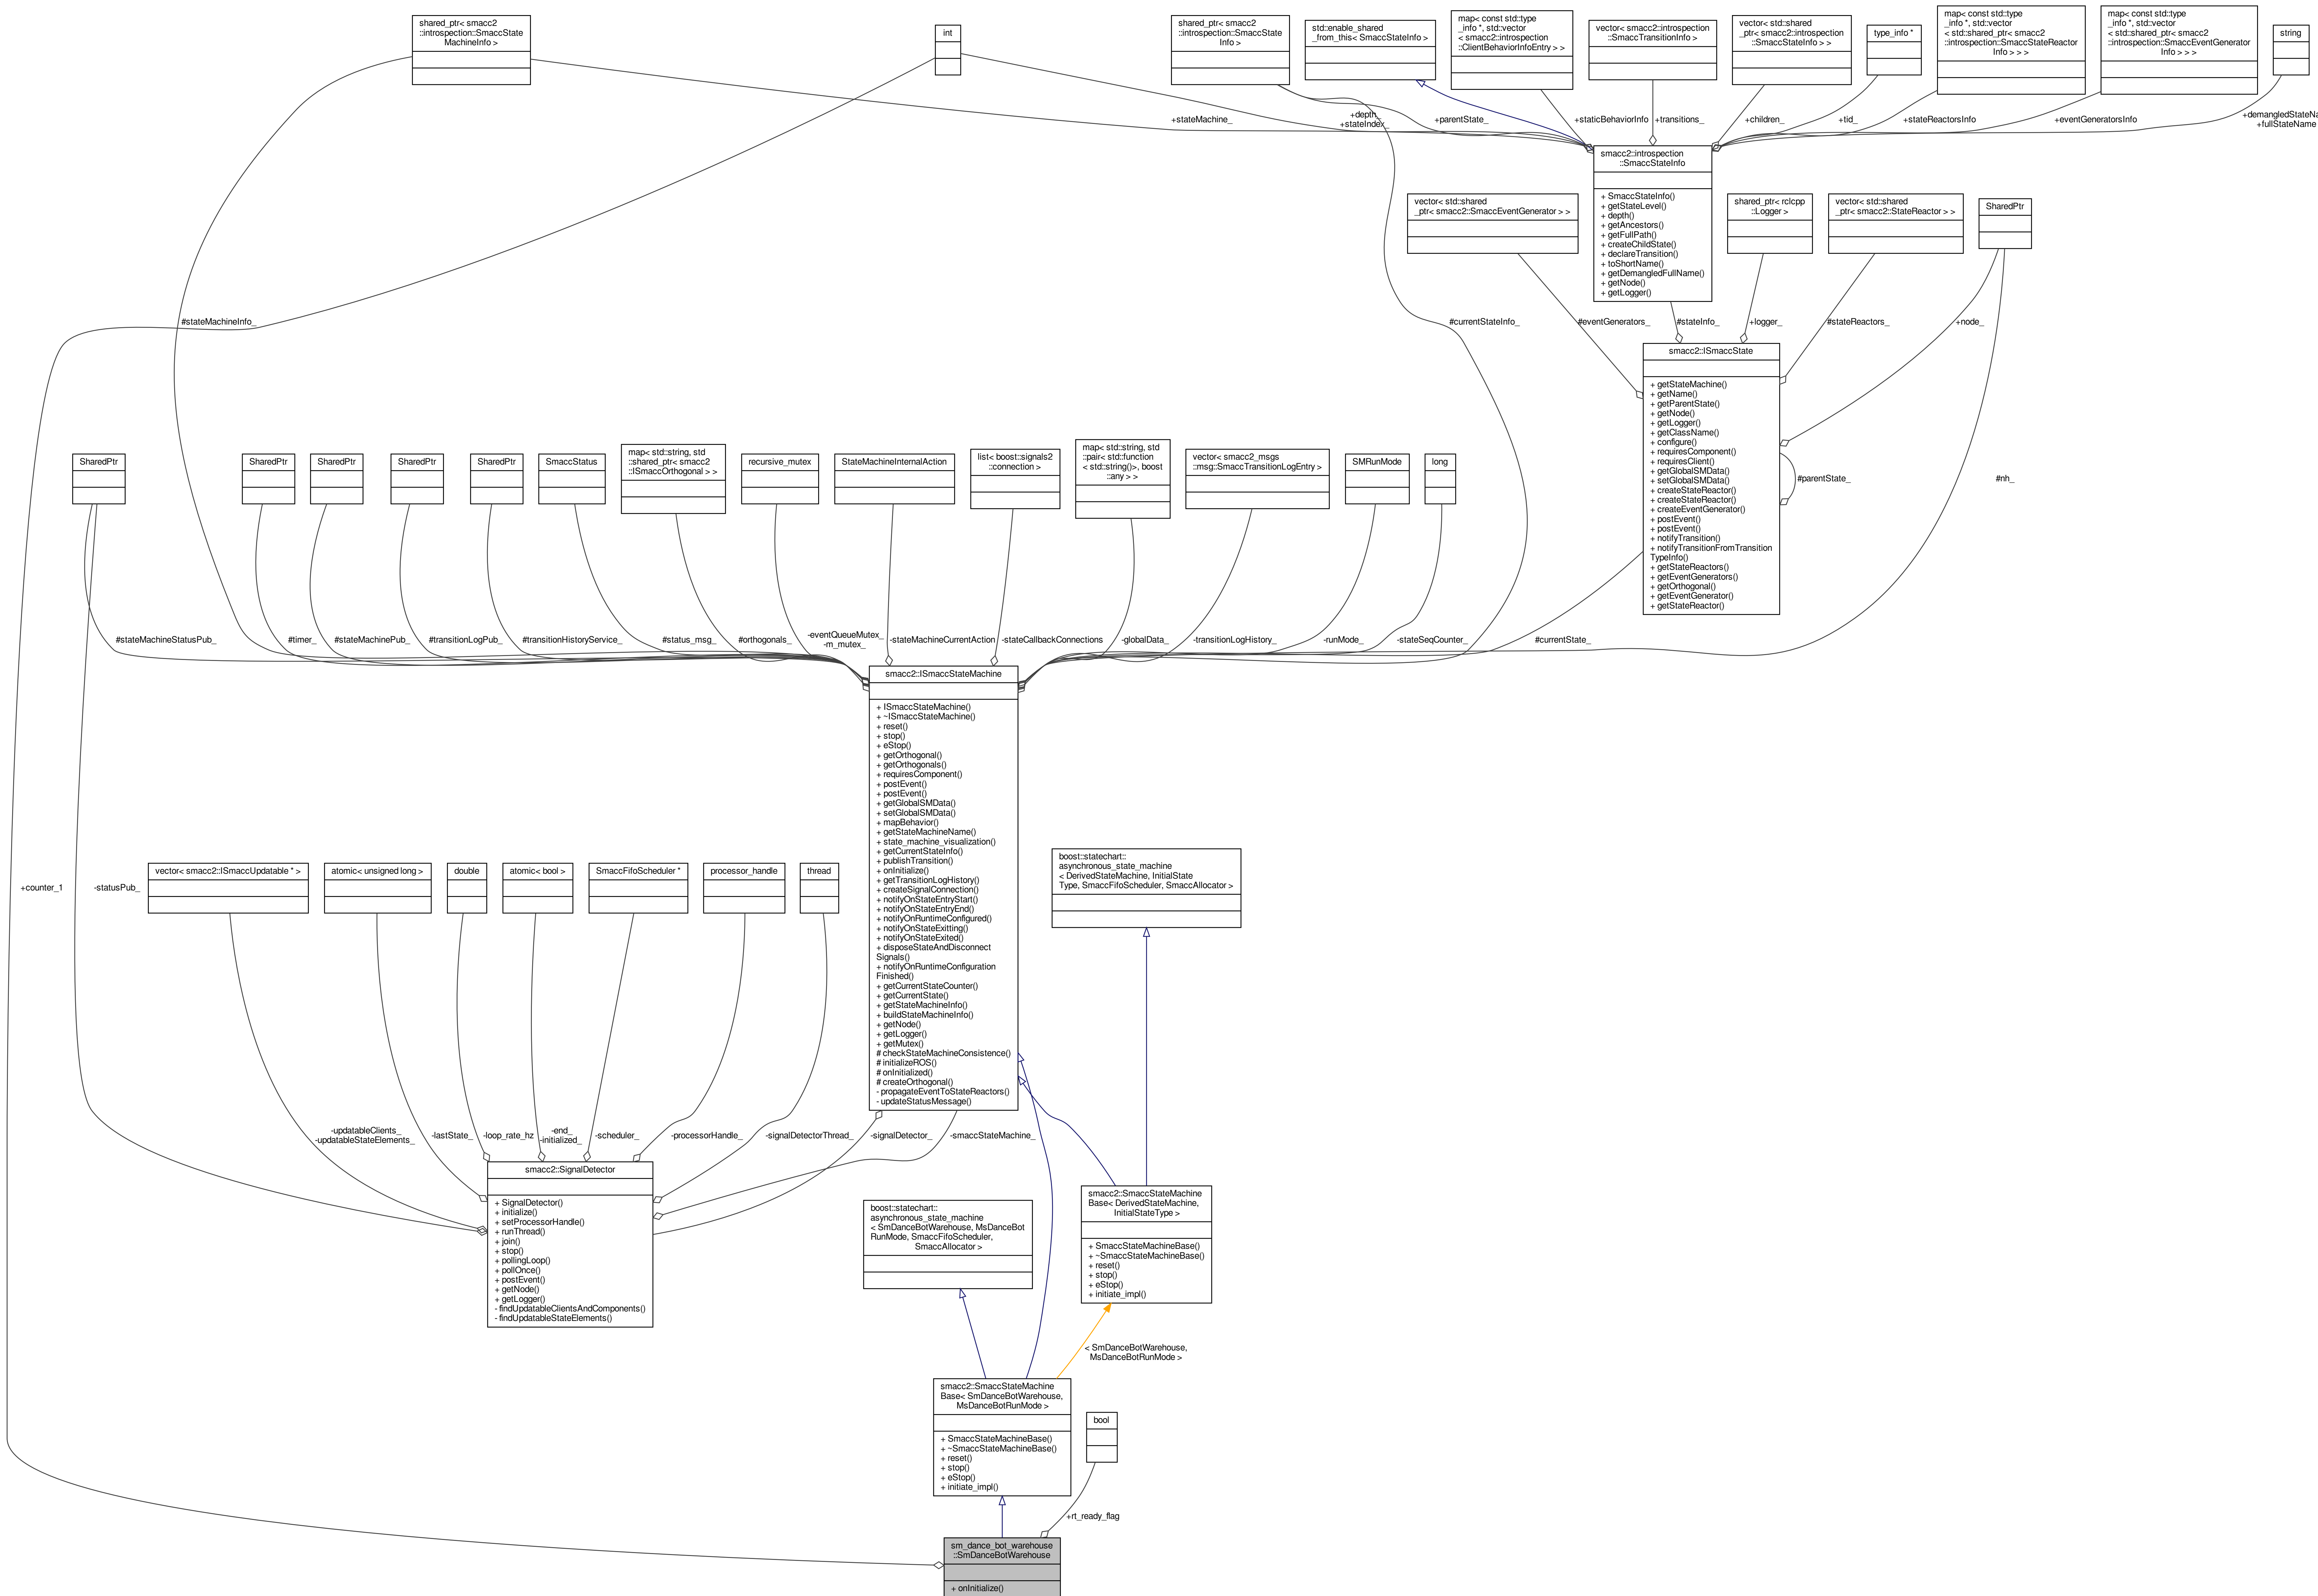 shared_ptr< smacc2
::introspection::SmaccState
MachineInfo >
int
shared_ptr< smacc2
::introspection::SmaccState
Info >
std::enable_shared
_from_this< SmaccStateInfo >
map< const std::type
_info *, std::vector
< smacc2::introspection
::ClientBehaviorInfoEntry > >
vector< smacc2::introspection
::SmaccTransitionInfo >
vector< std::shared
_ptr< smacc2::introspection
::SmaccStateInfo > >
type_info *
map< const std::type
_info *, std::vector
< std::shared_ptr< smacc2
::introspection::SmaccStateReactor
Info > > >
map< const std::type
_info *, std::vector
< std::shared_ptr< smacc2
::introspection::SmaccEventGenerator
Info > > >
string
+stateMachine_
+depth_
+stateIndex_
+parentState_
+staticBehaviorInfo
+transitions_
+children_
+tid_
+stateReactorsInfo
+eventGeneratorsInfo
+fullStateName
smacc2::introspection
::SmaccStateInfo
+ SmaccStateInfo()
+ getStateLevel()
+ depth()
+ getAncestors()
+ getFullPath()
+ createChildState()
+ declareTransition()
+ toShortName()
+ getDemangledFullName()
+ getNode()
+ getLogger()
vector< std::shared
_ptr< smacc2::SmaccEventGenerator > >
shared_ptr< rclcpp
::Logger >
vector< std::shared
_ptr< smacc2::StateReactor > >
SharedPtr
#stateMachineInfo_
#currentStateInfo_
#eventGenerators_
#stateInfo_
+logger_
#stateReactors_
+node_
smacc2::ISmaccState
+ getStateMachine()
+ getName()
+ getParentState()
+ getNode()
+ getLogger()
+ getClassName()
+ configure()
+ requiresComponent()
+ requiresClient()
+ getGlobalSMData()
+ setGlobalSMData()
+ createStateReactor()
+ createStateReactor()
+ createEventGenerator()
+ postEvent()
+ postEvent()
+ notifyTransition()
+ notifyTransitionFromTransition
TypeInfo()
+ getStateReactors()
+ getEventGenerators()
+ getOrthogonal()
+ getEventGenerator()
+ getStateReactor()
#parentState_
#nh_
SharedPtr
SharedPtr
SharedPtr
SharedPtr
SharedPtr
SmaccStatus
map< std::string, std
::shared_ptr< smacc2
::ISmaccOrthogonal > >
recursive_mutex
StateMachineInternalAction
list< boost::signals2
::connection >
map< std::string, std
::pair< std::function
< std::string()>, boost
::any > >
vector< smacc2_msgs
::msg::SmaccTransitionLogEntry >
SMRunMode
long
#stateMachineStatusPub_
#timer_
#stateMachinePub_
#transitionLogPub_
#transitionHistoryService_
#status_msg_
#orthogonals_
-eventQueueMutex_
-m_mutex_
-stateMachineCurrentAction
-stateCallbackConnections
-globalData_
-transitionLogHistory_
-runMode_
-stateSeqCounter_
#currentState_
smacc2::ISmaccStateMachine
+ ISmaccStateMachine()
+ ~ISmaccStateMachine()
+ reset()
+ stop()
+ eStop()
+ getOrthogonal()
+ getOrthogonals()
+ requiresComponent()
+ postEvent()
+ postEvent()
+ getGlobalSMData()
+ setGlobalSMData()
+ mapBehavior()
+ getStateMachineName()
+ state_machine_visualization()
+ getCurrentStateInfo()
+ publishTransition()
+ onInitialize()
+ getTransitionLogHistory()
+ createSignalConnection()
+ notifyOnStateEntryStart()
+ notifyOnStateEntryEnd()
+ notifyOnRuntimeConfigured()
+ notifyOnStateExitting()
+ notifyOnStateExited()
+ disposeStateAndDisconnect
Signals()
+ notifyOnRuntimeConfiguration
Finished()
+ getCurrentStateCounter()
+ getCurrentState()
+ getStateMachineInfo()
+ buildStateMachineInfo()
+ getNode()
+ getLogger()
+ getMutex()
# checkStateMachineConsistence()
# initializeROS()
# onInitialized()
# createOrthogonal()
- propagateEventToStateReactors()
- updateStatusMessage()
+counter_1
-statusPub_
vector< smacc2::ISmaccUpdatable * >
atomic< unsigned long >
double
atomic< bool >
SmaccFifoScheduler *
processor_handle
thread
boost::statechart::
asynchronous_state_machine
< DerivedStateMachine, InitialState
Type, SmaccFifoScheduler, SmaccAllocator >
-updatableClients_
-updatableStateElements_
-lastState_
-loop_rate_hz
-end_
-initialized_
-scheduler_
-processorHandle_
-signalDetectorThread_
-signalDetector_
-smaccStateMachine_
smacc2::SignalDetector
+ SignalDetector()
+ initialize()
+ setProcessorHandle()
+ runThread()
+ join()
+ stop()
+ pollingLoop()
+ pollOnce()
+ postEvent()
+ getNode()
+ getLogger()
- findUpdatableClientsAndComponents()
- findUpdatableStateElements()
boost::statechart::
asynchronous_state_machine
< SmDanceBotWarehouse, MsDanceBot
RunMode, SmaccFifoScheduler,
SmaccAllocator >
smacc2::SmaccStateMachine
Base< DerivedStateMachine,
InitialStateType >
+ SmaccStateMachineBase()
+ ~SmaccStateMachineBase()
+ reset()
+ stop()
+ eStop()
+ initiate_impl()
< SmDanceBotWarehouse,
MsDanceBotRunMode >
smacc2::SmaccStateMachine
Base< SmDanceBotWarehouse,
MsDanceBotRunMode >
+ SmaccStateMachineBase()
+ ~SmaccStateMachineBase()
+ reset()
+ stop()
+ eStop()
+ initiate_impl()
bool
+rt_ready_flag
sm_dance_bot_warehouse
::SmDanceBotWarehouse
+ onInitialize()